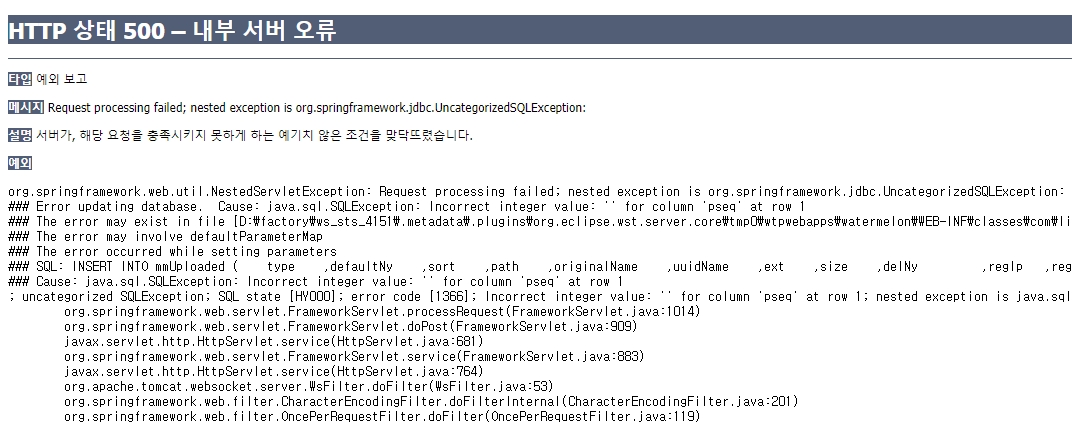 HTTP 상태 500 – 내부 서버 오류
타입 예외 보고
메시지 Request processing failed; nested exception is org.springframework.jdbc.UncategorizedSQLException:
설명 서버가, 해당 요청을 충족시키지 못하게 하는 예기치 않은 조건을 맞닥뜨렸습니다.
예외
org.springframework.web.util.NestedServletException: Request processing failed; nested exception is org.springframework.jdbc.UncategorizedSQLException:
### Error updating database.  Cause: java.sql.SQLException: Incorrect integer value: '' for column 'pseq' at row 1
### The error may exist in file [D:₩factory₩ws_sts_4151₩.metadata₩.plugins₩org.eclipse.wst.server.core₩tmp0₩wtpwebapps₩watermelon₩WEB-INF₩classes₩com₩li
### The error may involve defaultParameterMap
### The error occurred while setting parameters
### SQL: INSERT INTO mmUploaded (    type    ,defaultNy    ,sort    ,path    ,originalName    ,uuidName    ,ext    ,size    ,delNy        ,regIp    ,reg
### Cause: java.sql.SQLException: Incorrect integer value: '' for column 'pseq' at row 1
; uncategorized SQLException; SQL state [HY000]; error code [1366]; Incorrect integer value: '' for column 'pseq' at row 1; nested exception is java.sql
org.springframework.web.servlet.FrameworkServlet.processRequest(FrameworkServlet.java:1014)
org.springframework.web.servlet.FrameworkServlet.doPost(FrameworkServlet.java:909)
javax.servlet.http.HttpServlet.service(HttpServlet.java:681)
org.springframework.web.servlet.FrameworkServlet.service(FrameworkServlet.java:883)
javax.servlet.http.HttpServlet.service(HttpServlet.java:764)
org.apache.tomcat.websocket.server.WsFilter.doFilter(WsFilter.java:53)
org.springframework.web.filter.CharacterEncodingFilter.doFilterInternal(CharacterEncodingFilter.java:201)
org.springframework.web.filter.OncePerRequestFilter.doFilter(OncePerRequestFilter.java:119)